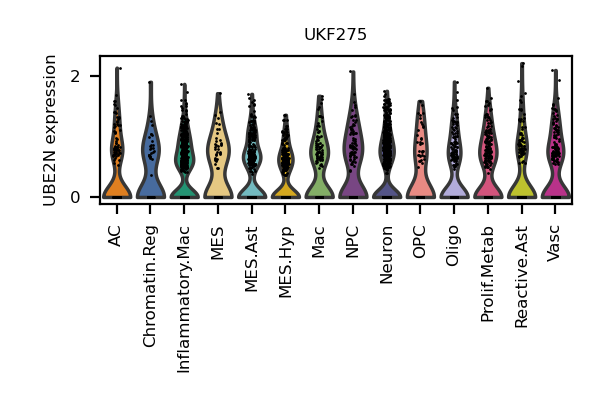 UKF275
UBE2N expression
2
0
AC
Chromatin.Reg
Inflammatory.Mac
MES
MES.Ast
MES.Hyp
Mac
NPC
Neuron
OPC
Oligo
Prolif.Metab
Reactive.Ast
Vasc